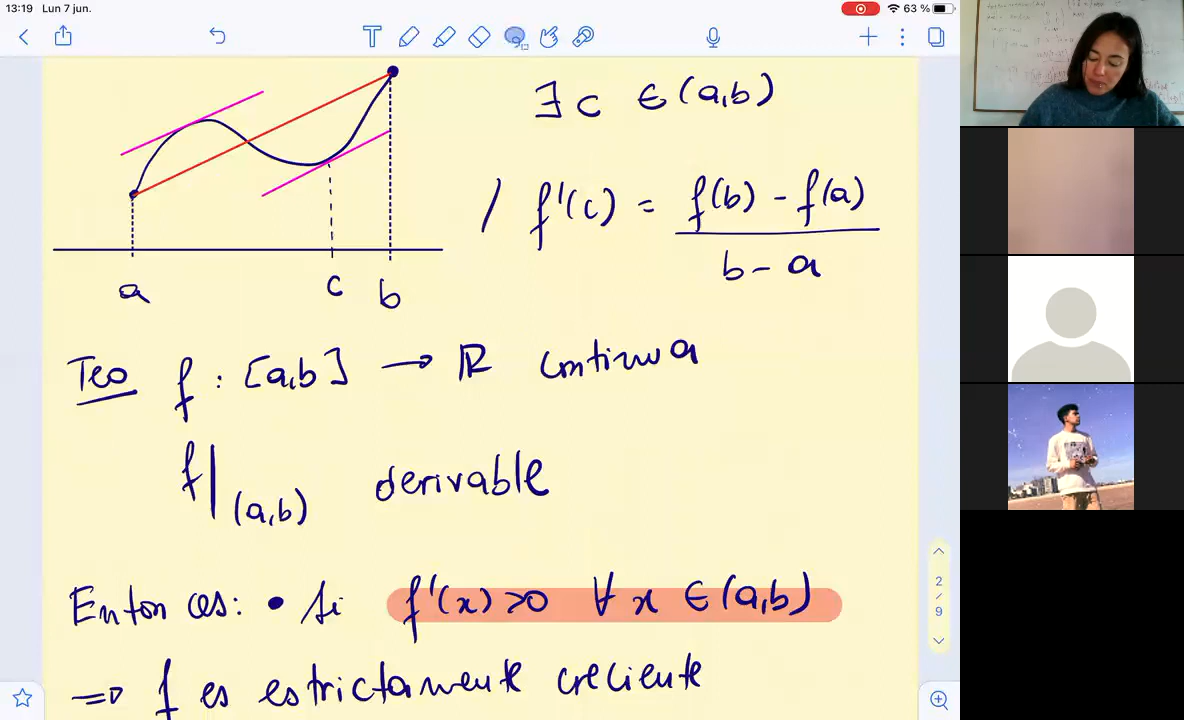 13:19 Lun 7 jun. 63 %
∃ c ∈ (a,b)
/ f'(c) = f(b) - f(a)
b - a
a c b
Teo f : [a,b] → ℝ continua
f|(a,b) derivable
Entonces: • Si f'(x) >0 ∀ x ∈ (a,b)
⇒ f es estrictamente creciente
2
/
9